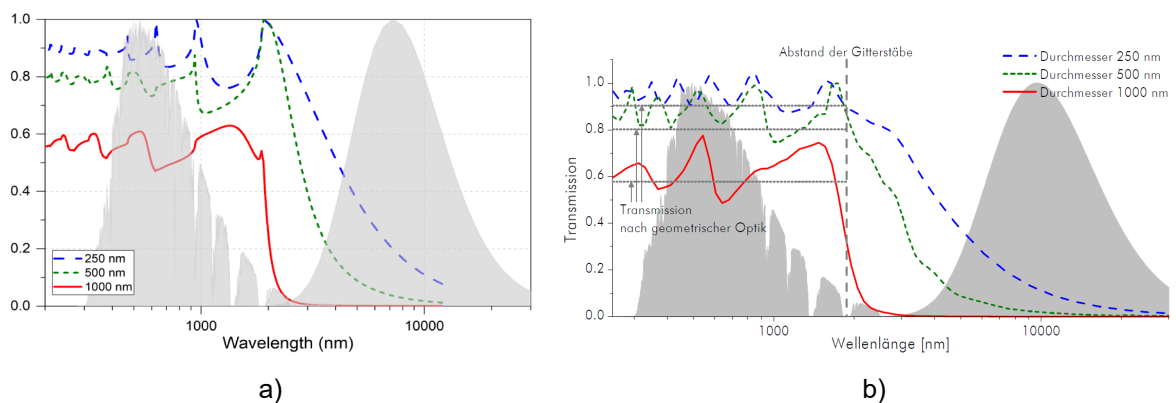 1.0
0.8
0.6
0.4
0.2
0.0
250 nm
500 nm
1000 nm
1000
10000
Wavelength (nm)
a)
Abstand der Gitterstäbe
Durchmesser 250 nm
Durchmesser 500 nm
Durchmesser 1000 nm
Transmission
1.0
0.8
0.6
0.4
0.2
0.0
Transmission
nach geometrischer Optik
1000
10000
Wellenlänge [nm]
b)